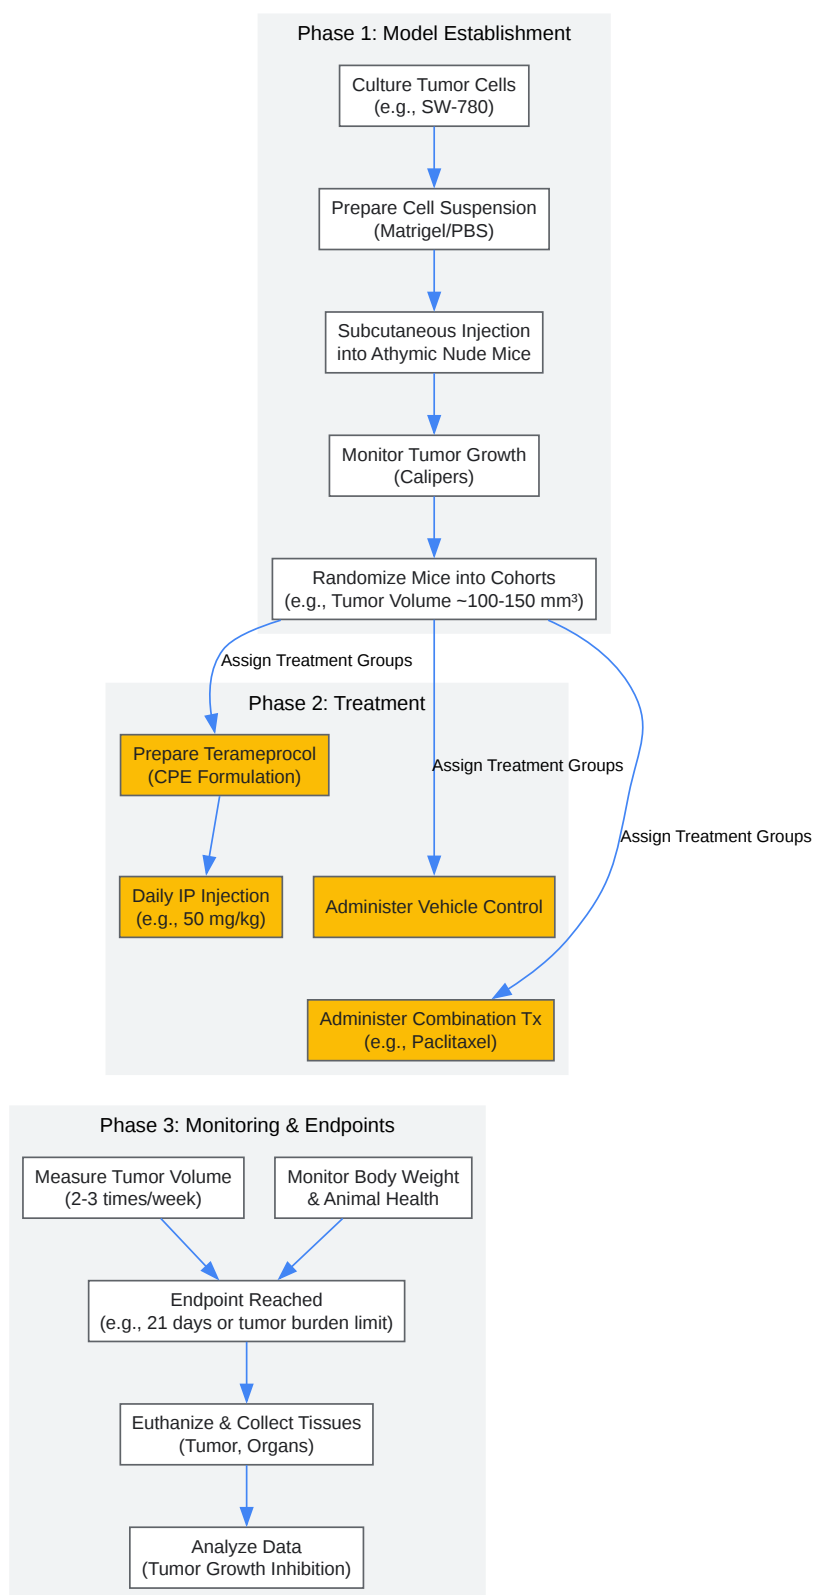 Phase 1: Model Establishment
Culture Tumor Cells
(e.g., SW-780)
Prepare Cell Suspension
(Matrigel/PBS)
Subcutaneous Injection
into Athymic Nude Mice
Monitor Tumor Growth
(Calipers)
Randomize Mice into Cohorts
(e.g., Tumor Volume ~100-150 mm³)
Assign Treatment Groups
Phase 2: Treatment
Prepare Terameprocol
(CPE Formulation)
Assign Treatment Groups
Assign Treatment Groups
Daily IP Injection
(e.g., 50 mg/kg)
Administer Vehicle Control
Administer Combination Tx
(e.g., Paclitaxel)
Phase 3: Monitoring & Endpoints
Measure Tumor Volume
(2-3 times/week)
Monitor Body Weight
& Animal Health
Endpoint Reached
(e.g., 21 days or tumor burden limit)
Euthanize & Collect Tissues
(Tumor, Organs)
Analyze Data
(Tumor Growth Inhibition)